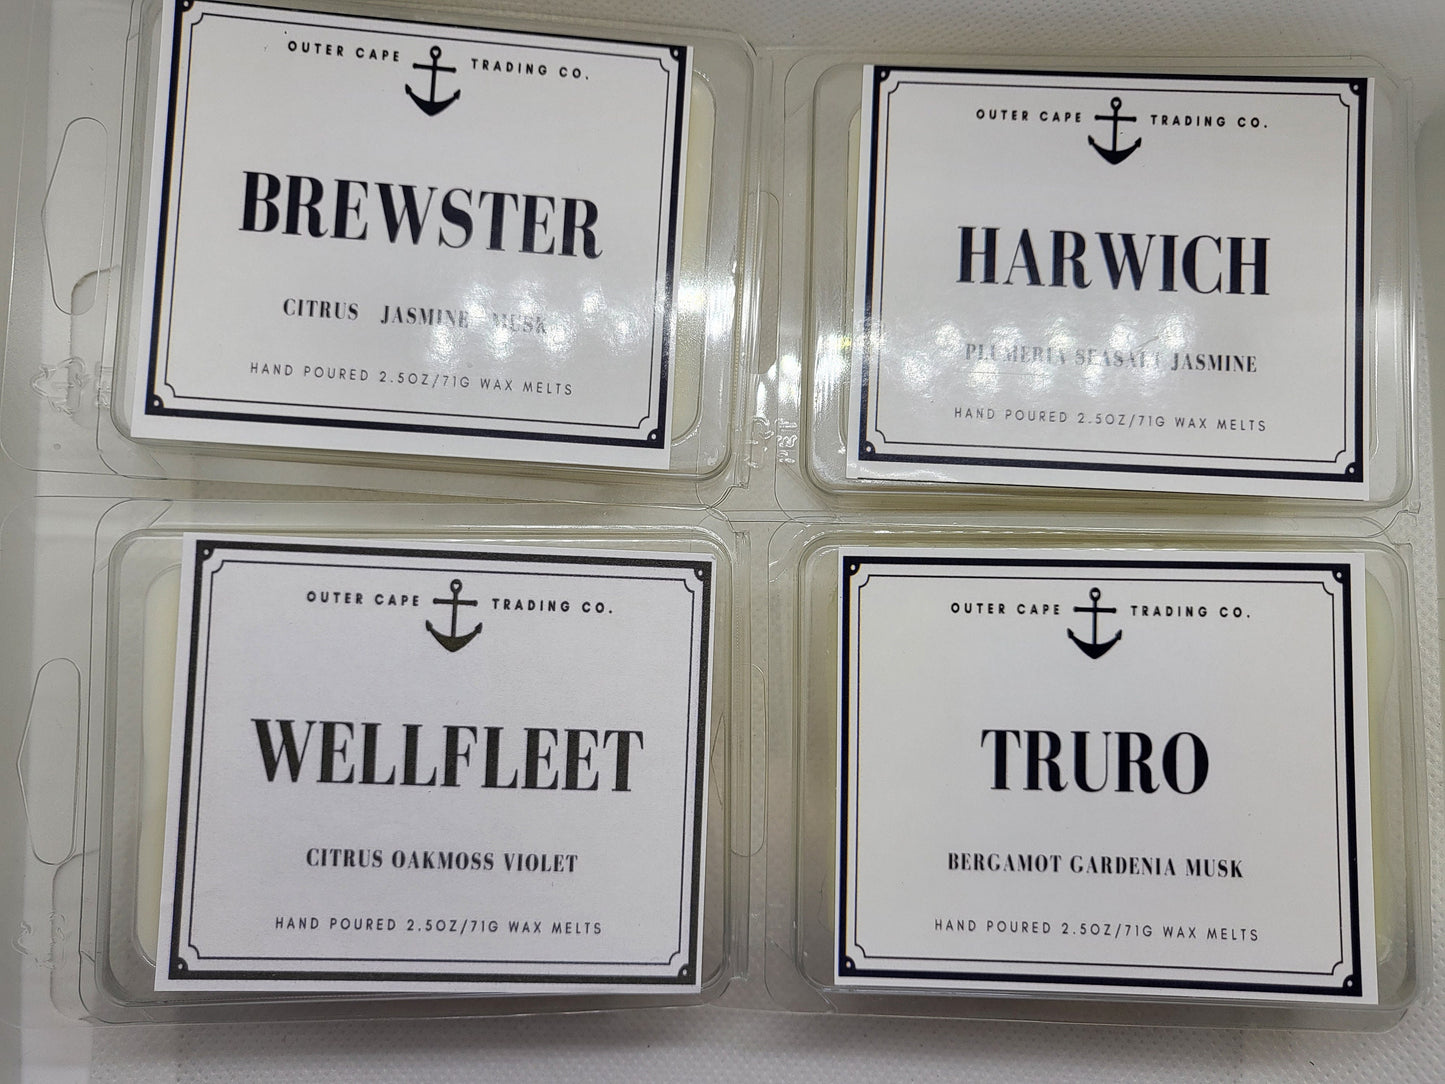 OUTER CAPE TRADING CO.
BREWSTER
CITRUS JASMINE MUSK
HAND POURED 2.5OZ/71G WAX MELTS
OUTER CAPE TRADING CO.
HARWICH
PLUMERIA SEASALT JASMINE
HAND POURED 2.5OZ/71G WAX MELTS
OUTER CAPE TRADING CO.
WELLFLEET
CITRUS OAKMOSS VIOLET
HAND POURED 2.5OZ/71G WAX MELTS
OUTER CAPE TRADING CO.
TRURO
BERGAMOT GARDENIA MUSK
HAND POURED 2.5OZ/71G WAX MELTS